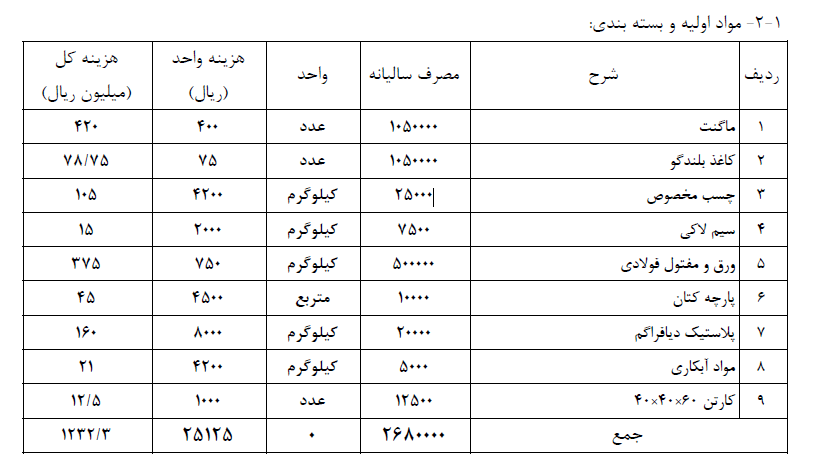 ۲-۱- مواد اولیه و بسته بندی:
ردیف شرح مصرف سالیانه واحد هزینه واحد (ریال) هزینه کل (میلیون ریال)
۱ ماگنت ۱۰۵۰۰۰۰ عدد ۴۰۰ ۴۲۰
۲ کاغذ بلندگو ۱۰۵۰۰۰۰ عدد ۷۵ ۷۸/۷۵
۳ چسب مخصوص ۲۵۰۰۰ کیلوگرم ۴۲۰۰ ۱۰۵
۴ سیم لاکی ۷۵۰۰ کیلوگرم ۲۰۰۰ ۱۵
۵ ورق و مفتول فولادی ۵۰۰۰۰۰ کیلوگرم ۷۵۰ ۳۷۵
۶ پارچه کتان ۱۰۰۰۰ متربع ۴۵۰۰ ۴۵
۷ پلاستیک دیافراگم ۲۰۰۰۰ کیلوگرم ۸۰۰۰ ۱۶۰
۸ مواد آبکاری ۵۰۰۰ کیلوگرم ۴۲۰۰ ۲۱
۹ کارتن ۶۰×۴۰×۴۰ ۱۲۵۰۰ عدد ۱۰۰۰ ۱۲/۵
جمع ۲۶۸۰۰۰۰ ۰ ۲۵۱۲۵ ۱۲۳۲/۳